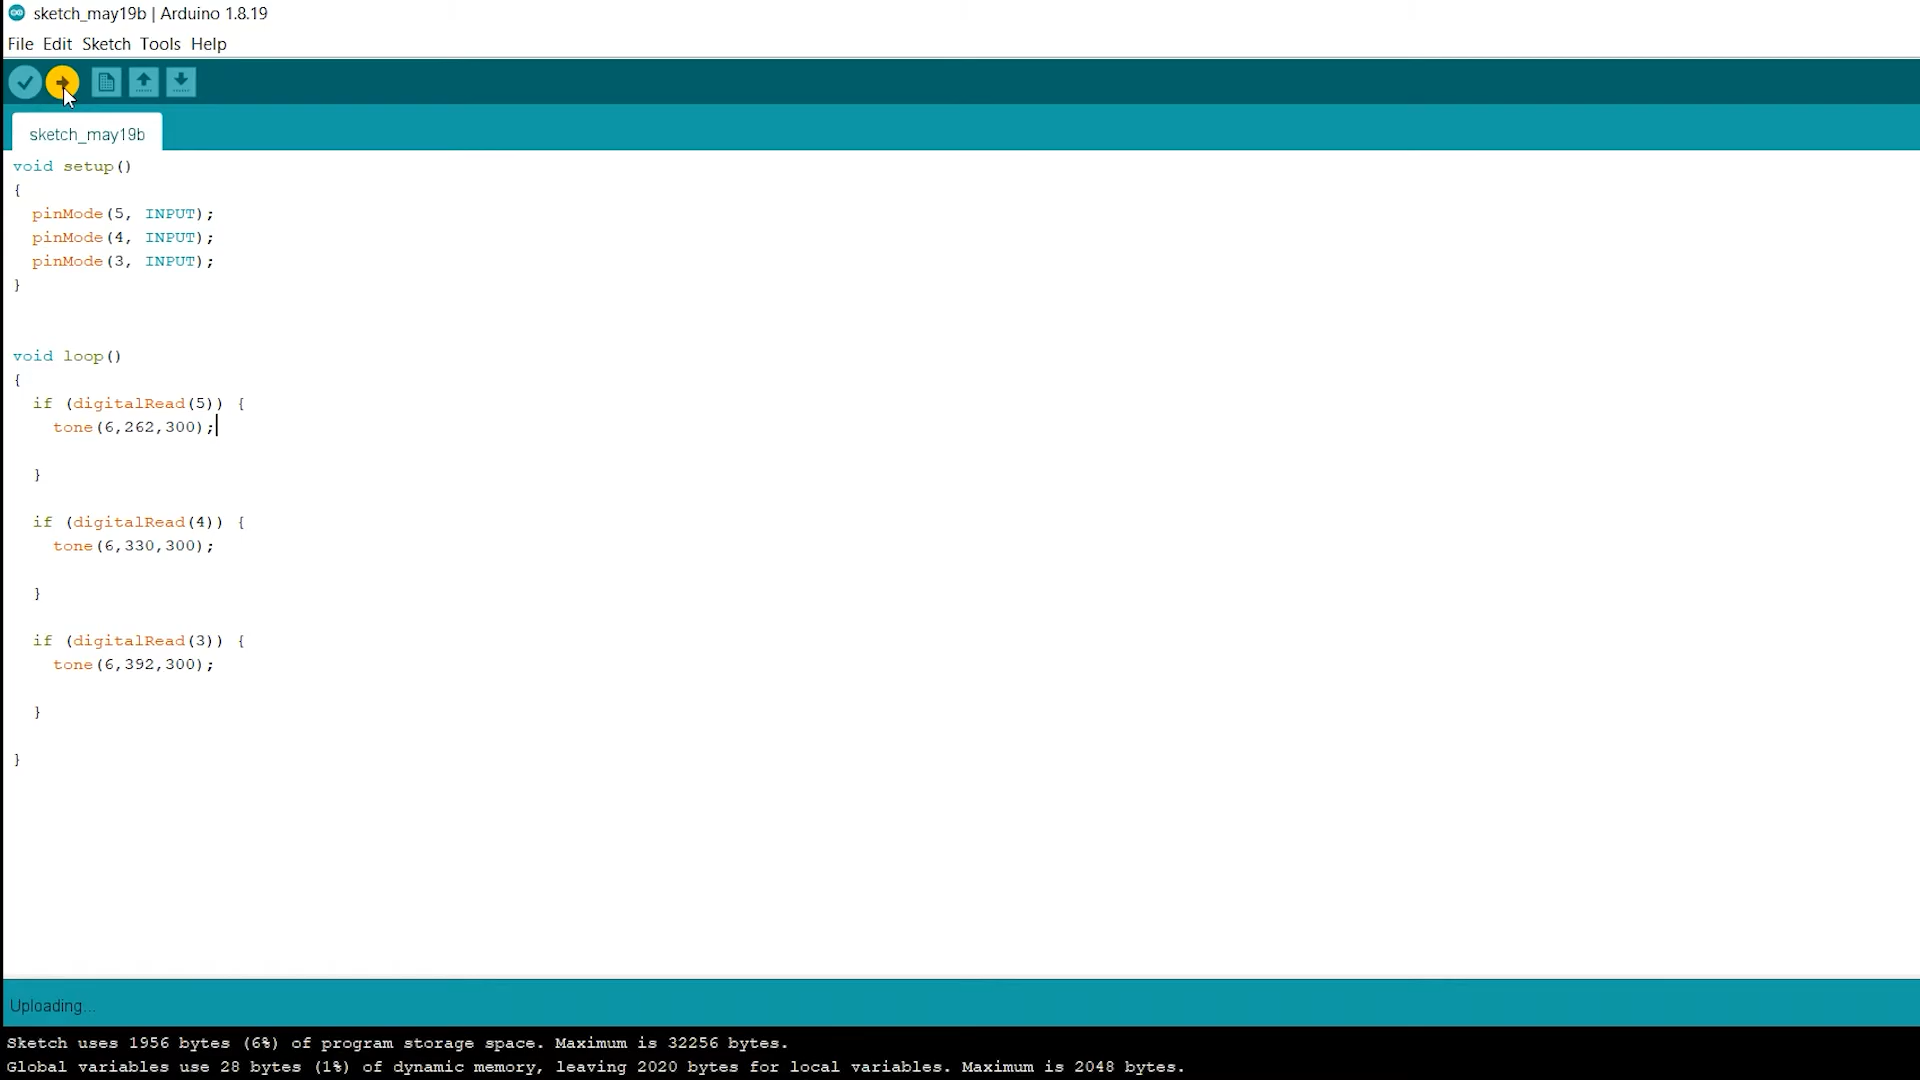 sketch_may19b | Arduino 1.8.19
File Edit Sketch Tools Help
sketch_may19b
void setup()
{
  pinMode(5, INPUT);
  pinMode(4, INPUT);
  pinMode(3, INPUT);
}
void loop()
{
  if (digitalRead(5)) {
    tone(6,262,300);
  }
  if (digitalRead(4)) {
    tone(6,330,300);
  }
  if (digitalRead(3)) {
    tone(6,392,300);
  }
}
Uploading...
Sketch uses 1956 bytes (6%) of program storage space. Maximum is 32256 bytes.
Global variables use 28 bytes (1%) of dynamic memory, leaving 2020 bytes for local variables. Maximum is 2048 bytes.